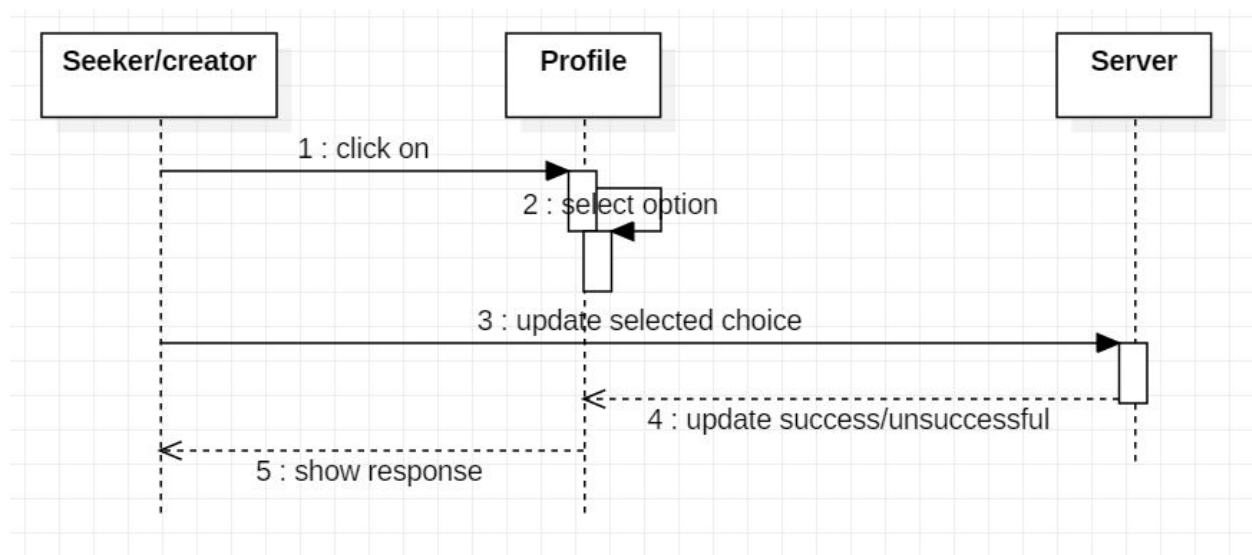 Seeker/creator
Profile
Server
1 : click on
2 : select option
3 : update selected choice
4 : update success/unsuccessful
5 : show response